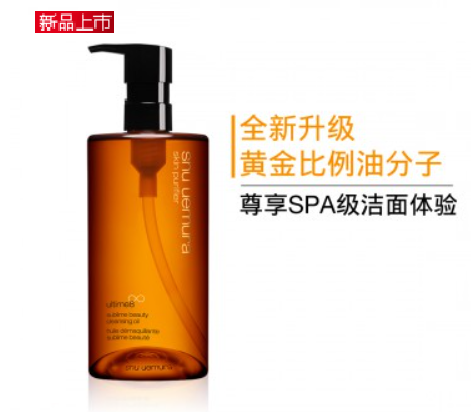 新品上市
全新升级
黄金比例油分子
尊享SPA级洁面体验
shu uemura
skin purifier
ultime8
sublime beauty
cleansing oil
huile démaquillante
sublime beauté
shu uemura